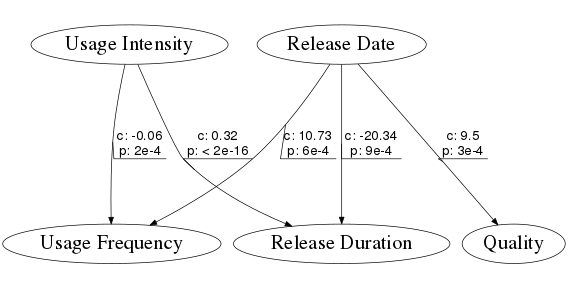 Usage Intensity
Release Date
c: -0.06
p: 2e-4
c: 0.32
p: < 2e-16
c: 10.73
p: 6e-4
c: -20.34
p: 9e-4
c: 9.5
p: 3e-4
Usage Frequency
Release Duration
Quality